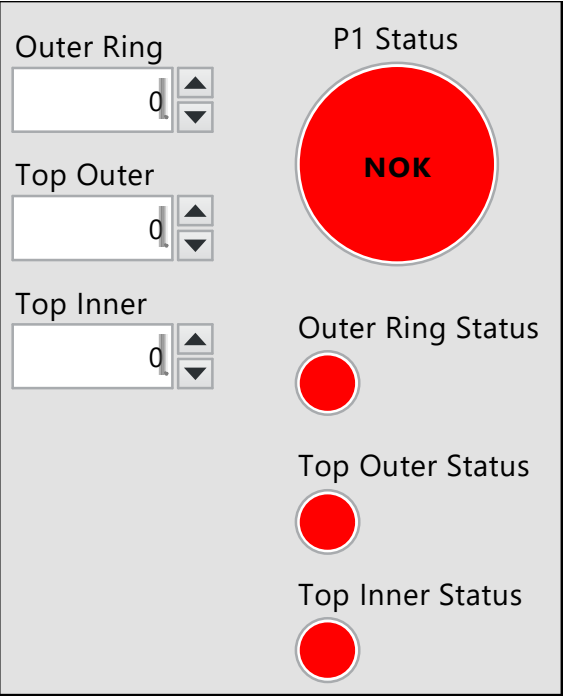 Outer Ring
0
Top Outer
0
Top Inner
0
P1 Status
NOK
Outer Ring Status
Top Outer Status
Top Inner Status